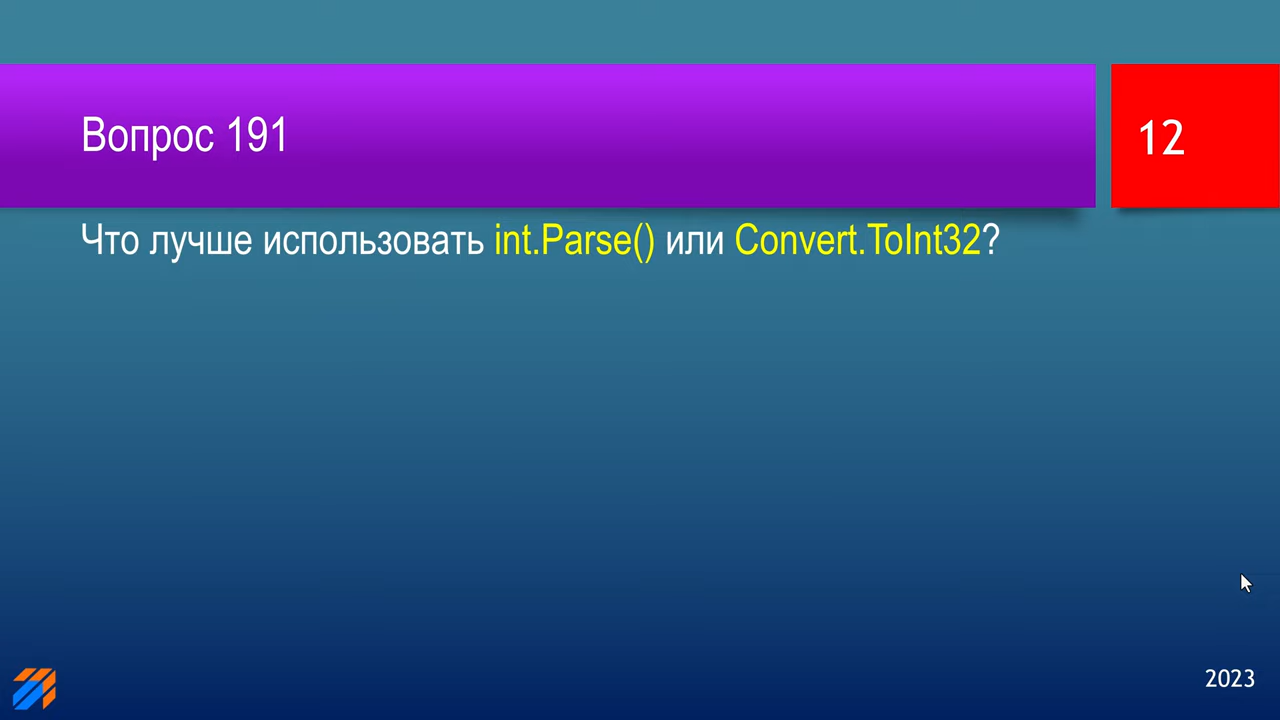 Вопрос 191
12
Что лучше использовать int.Parse() или Convert.ToInt32?
2023